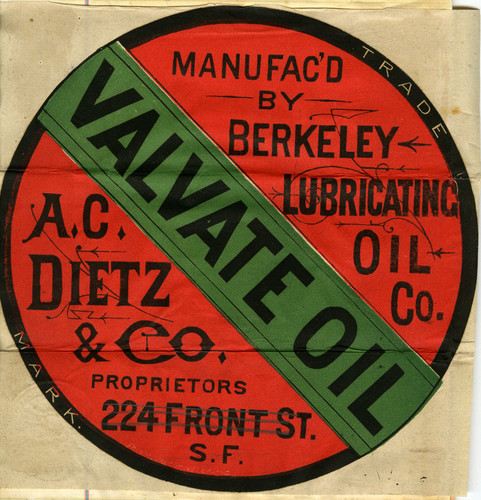 TRADE
MANUFAC'D
BY
BERKELEY
LUBRICATING
OIL
CO.
VALVATE OIL
A.C.
DIETZ
& CO.
PROPRIETORS
224 FRONT ST.
S.F.
MARK.